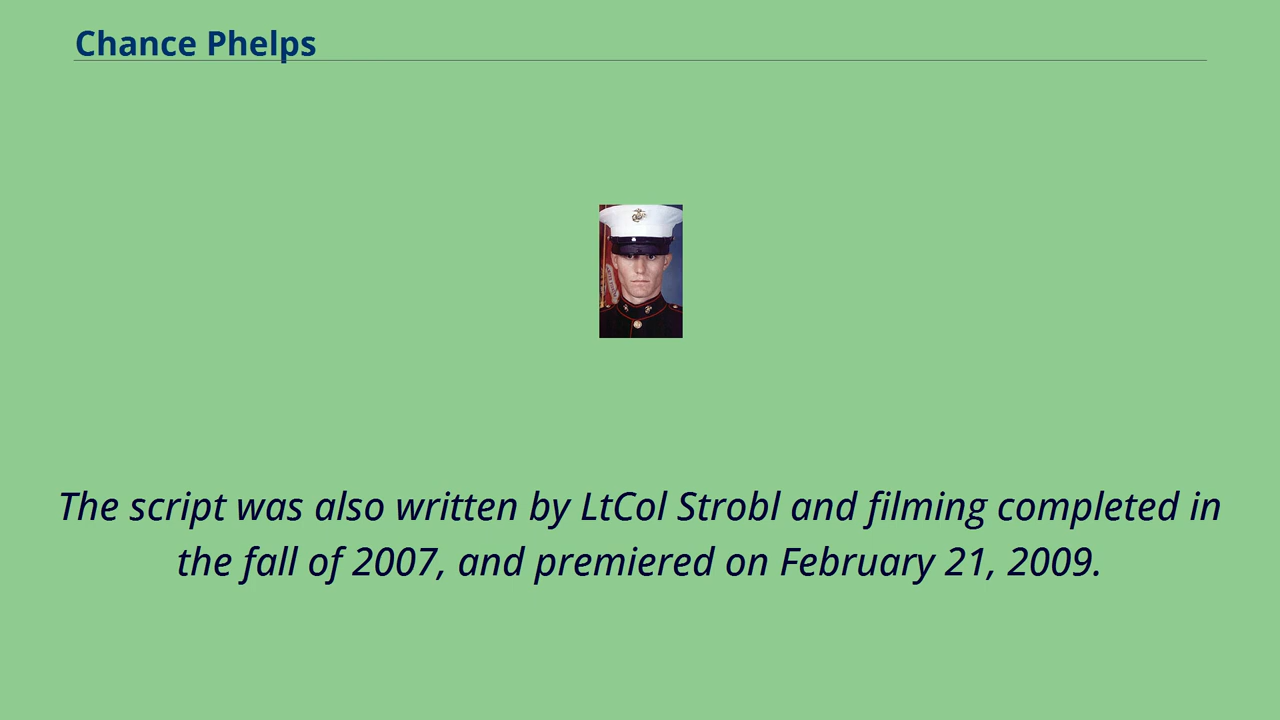 Chance Phelps
The script was also written by LtCol Strobl and filming completed in
the fall of 2007, and premiered on February 21, 2009.